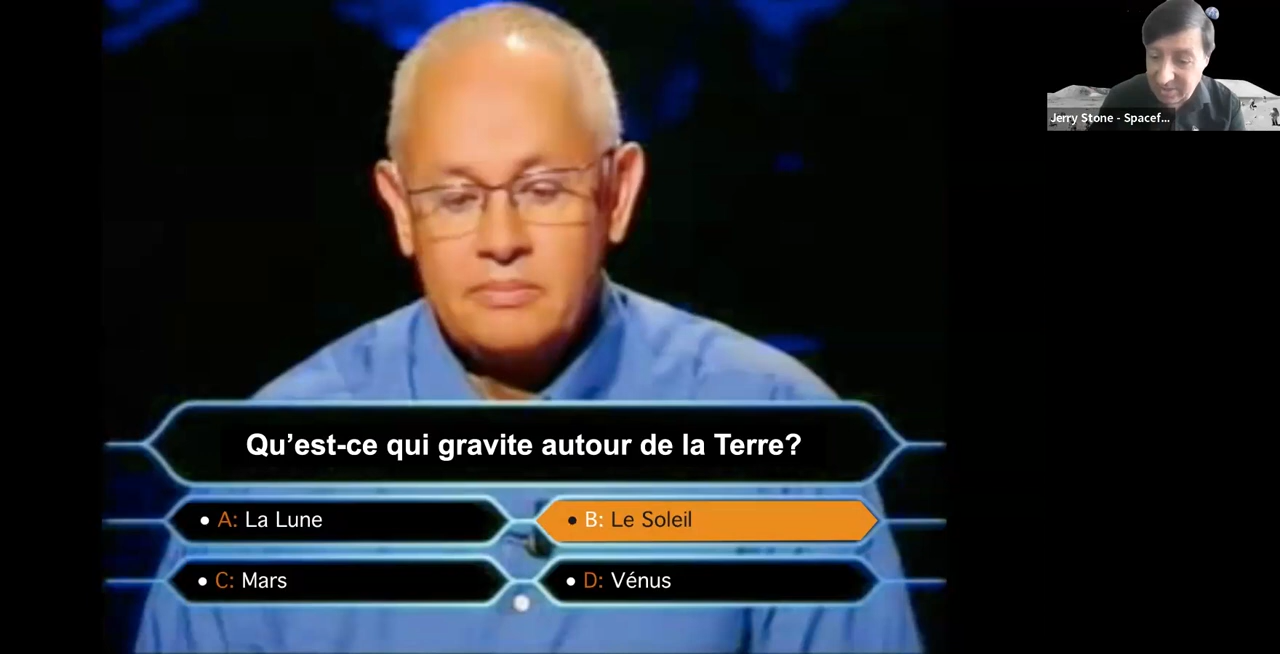 Jerry Stone - Spacef...
Qu’est-ce qui gravite autour de la Terre?
• A: La Lune
• B: Le Soleil
• C: Mars
• D: Vénus